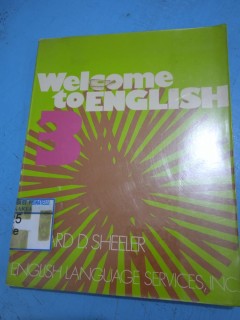 Welcome
to ENGLISH
3
ARD D. SHEELER
ENGLISH LANGUAGE SERVICES, INC.